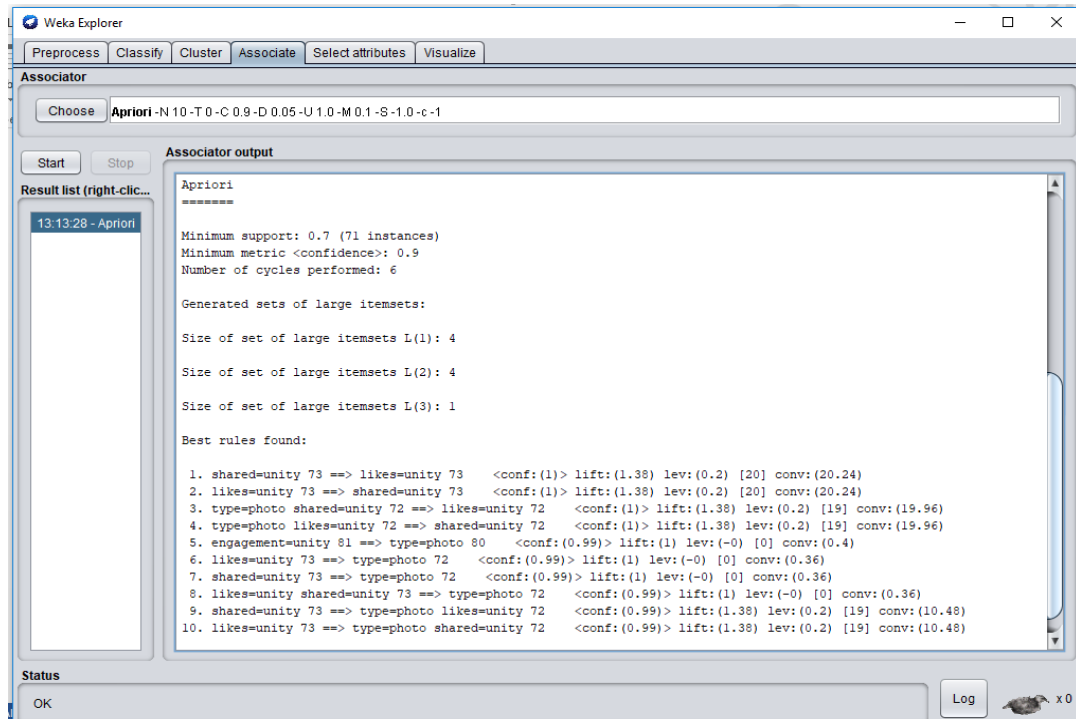 Weka Explorer
Preprocess Classify Cluster Associate Select attributes Visualize
Associator
Choose Apriori -N 10 -T 0 -C 0.9 -D 0.05 -U 1.0 -M 0.1 -S -1.0 -c -1
Start Stop
Result list (right-clic...
13:13:28 - Apriori
Associator output
Apriori
=======
Minimum support: 0.7 (71 instances)
Minimum metric <confidence>: 0.9
Number of cycles performed: 6
Generated sets of large itemsets:
Size of set of large itemsets L(1): 4
Size of set of large itemsets L(2): 4
Size of set of large itemsets L(3): 1
Best rules found:
1. shared=unity 73 ==> likes=unity 73 <conf:(1)> lift:(1.38) lev:(0.2) [20] conv:(20.24)
2. likes=unity 73 ==> shared=unity 73 <conf:(1)> lift:(1.38) lev:(0.2) [20] conv:(20.24)
3. type=photo shared=unity 72 ==> likes=unity 72 <conf:(1)> lift:(1.38) lev:(0.2) [19] conv:(19.96)
4. type=photo likes=unity 72 ==> shared=unity 72 <conf:(1)> lift:(1.38) lev:(0.2) [19] conv:(19.96)
5. engagement=unity 81 ==> type=photo 80 <conf:(0.99)> lift:(1) lev:(-0) [0] conv:(0.4)
6. likes=unity 73 ==> type=photo 72 <conf:(0.99)> lift:(1) lev:(-0) [0] conv:(0.36)
7. shared=unity 73 ==> type=photo 72 <conf:(0.99)> lift:(1) lev:(-0) [0] conv:(0.36)
8. likes=unity shared=unity 73 ==> type=photo 72 <conf:(0.99)> lift:(1) lev:(-0) [0] conv:(0.36)
9. shared=unity 73 ==> type=photo likes=unity 72 <conf:(0.99)> lift:(1.38) lev:(0.2) [19] conv:(10.48)
10. likes=unity 73 ==> type=photo shared=unity 72 <conf:(0.99)> lift:(1.38) lev:(0.2) [19] conv:(10.48)
Status
OK
Log
x 0